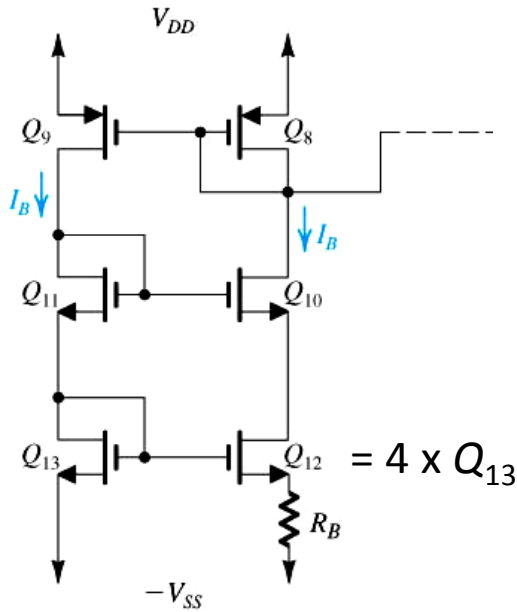 V_DD
Q_9
Q_8
I_B
I_B
Q_11
Q_10
Q_13
Q_12 = 4 x Q_13
R_B
-V_SS